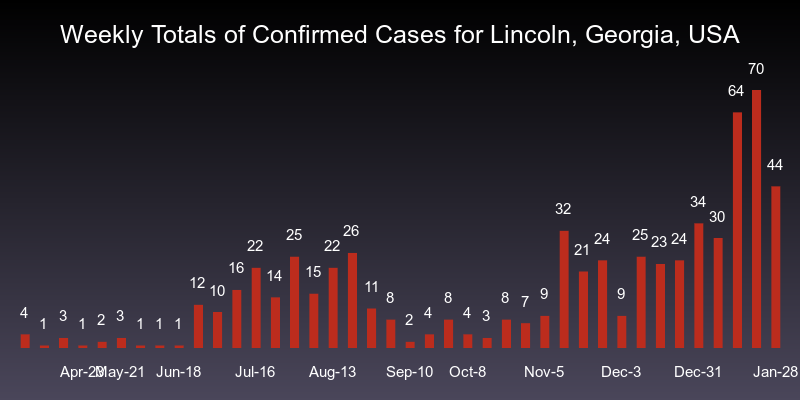 Weekly Totals of Confirmed Cases for Lincoln, Georgia, USA
4 1 3 1 2 3 1 1 1 12 10 16 22 14 25 15 22 26 11 8 2 4 8 4 3 8 7 9 32 21 24 9 25 23 24 34 30 64 70 44
Apr-23 May-21 Jun-18 Jul-16 Aug-13 Sep-10 Oct-8 Nov-5 Dec-3 Dec-31 Jan-28